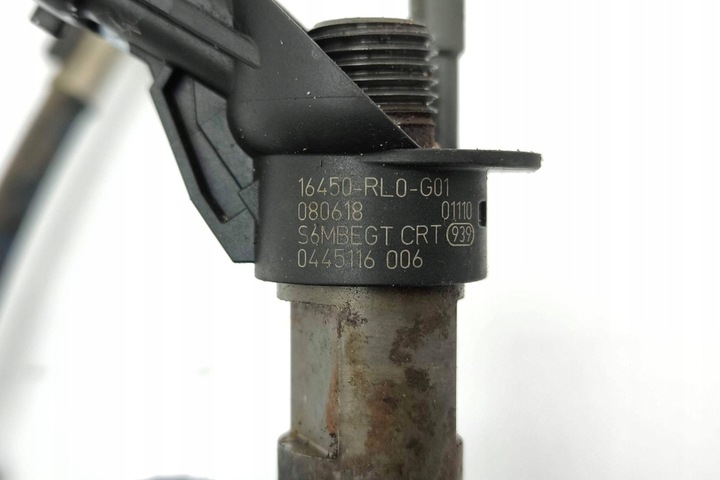 16450-RL0-G01
080618 01110
S6MBEGT CRT 939
0445116 006